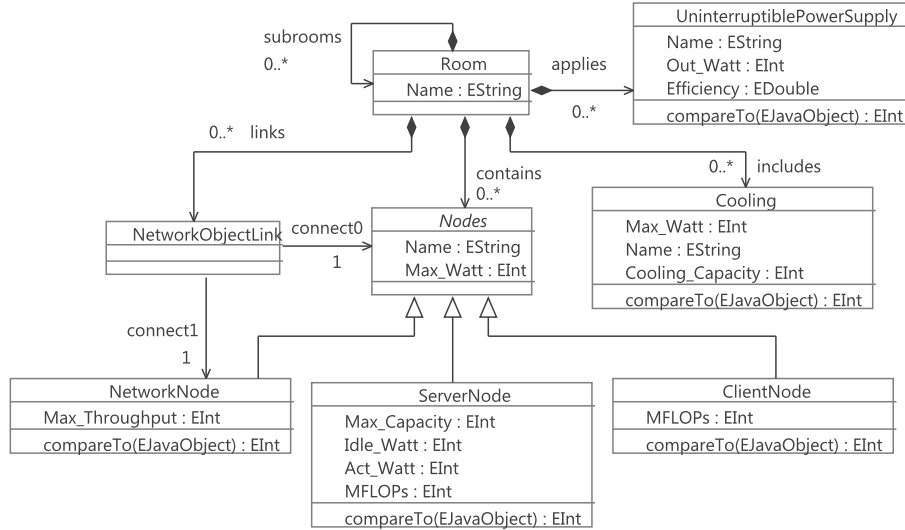 UninterruptiblePowerSupply
Name : EString
Out_Watt : EInt
Efficiency : EDouble
compareTo(EJavaObject) : EInt
subrooms
0..*
Room
Name : EString
applies
0..*
0..* links
contains
0..*
0..* includes
NetworkObjectLink
connect0
1
Nodes
Name : EString
Max_Watt : EInt
Cooling
Max_Watt : EInt
Name : EString
Cooling_Capacity : EInt
compareTo(EJavaObject) : EInt
connect1
1
NetworkNode
Max_Throughput : EInt
compareTo(EJavaObject) : EInt
ServerNode
Max_Capacity : EInt
Idle_Watt : EInt
Act_Watt : EInt
MFLOPs : EInt
compareTo(EJavaObject) : EInt
ClientNode
MFLOPs : EInt
compareTo(EJavaObject) : EInt